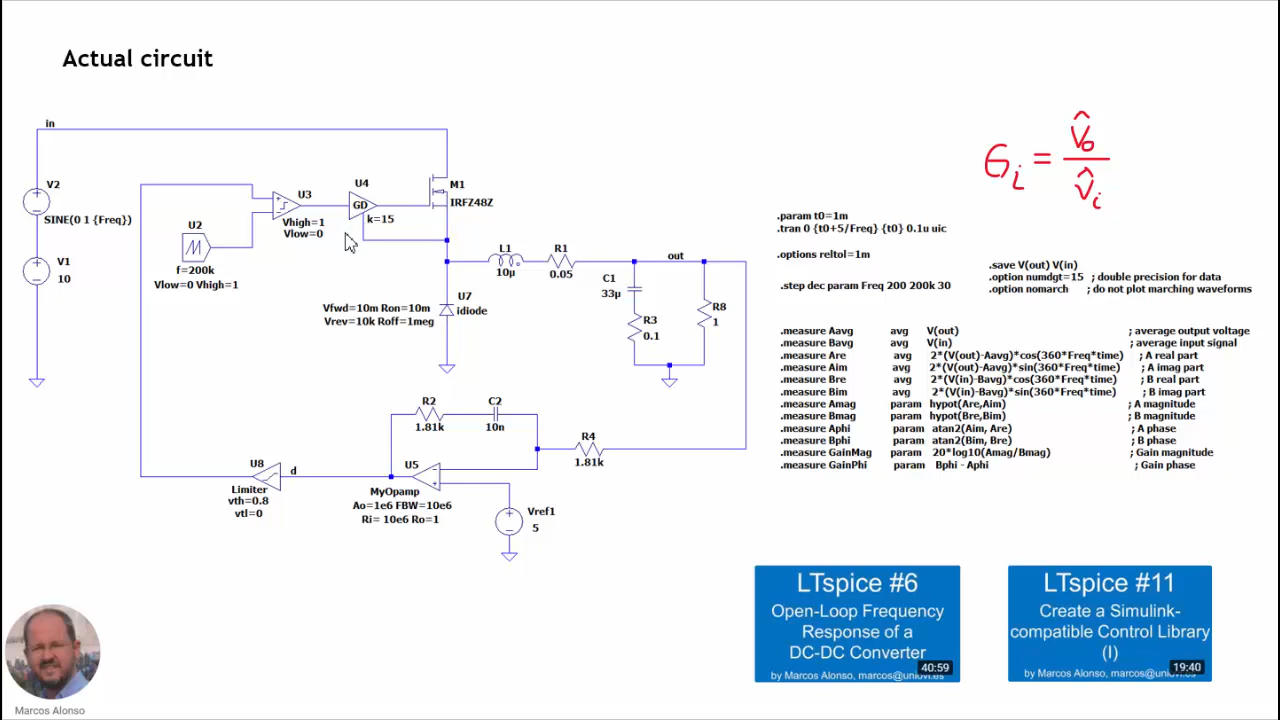 Actual circuit
in
V2
SINE(0 1 {Freq})
V1
10
U2
f=200k
Vlow=0 Vhigh=1
U3
Vhigh=1
Vlow=0
U4
GD
k=15
M1
IRFZ48Z
L1
10µ
R1
0.05
out
C1
33µ
R3
0.1
R8
1
U7
idiode
Vfwd=10m Ron=10m
Vrev=10k Roff=1meg
R2
1.81k
C2
10n
R4
1.81k
U5
MyOpamp
Ao=1e6 FBW=10e6
Ri= 10e6 Ro=1
Vref1
5
U8
d
Limiter
vth=0.8
vtl=0
Gi = v̂o / v̂i
.param t0=1m
.tran 0 {t0+5/Freq} {t0} 0.1u uic
.options reltol=1m
.step dec param Freq 200 200k 30
.save V(out) V(in)
.option numdgt=15 ; double precision for data
.option nomarch ; do not plot marching waveforms
.measure Aavg avg V(out) ; average output voltage
.measure Bavg avg V(in) ; average input signal
.measure Are avg 2*(V(out)-Aavg)*cos(360*Freq*time) ; A real part
.measure Aim avg 2*(V(out)-Aavg)*sin(360*Freq*time) ; A imag part
.measure Bre avg 2*(V(in)-Bavg)*cos(360*Freq*time) ; B real part
.measure Bim avg 2*(V(in)-Bavg)*sin(360*Freq*time) ; B imag part
.measure Amag param hypot(Are,Aim) ; A magnitude
.measure Bmag param hypot(Bre,Bim) ; B magnitude
.measure Aphi param atan2(Aim, Are) ; A phase
.measure Bphi param atan2(Bim, Bre) ; B phase
.measure GainMag param 20*log10(Amag/Bmag) ; Gain magnitude
.measure GainPhi param Bphi - Aphi ; Gain phase
LTspice #6
Open-Loop Frequency
Response of a
DC-DC Converter
40:59
by Marcos Alonso, marcos@uniovi.es
LTspice #11
Create a Simulink-
compatible Control Library
(I)
19:40
by Marcos Alonso, marcos@uniovi.es
Marcos Alonso